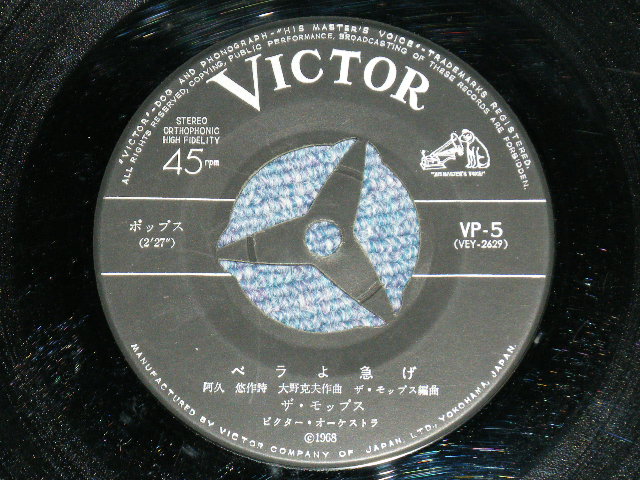 "VICTOR"-DOG AND PHONOGRAPH-"HIS MASTER'S VOICE"-TRADEMARKS REGISTERED.
ALL RIGHTS RESERVED, COPYING, PUBLIC PERFORMANCE, BROADCASTING OF THESE RECORDS ARE FORBIDDEN.
VICTOR
STEREO
ORTHOPHONIC
HIGH FIDELITY
45 rpm
"HIS MASTER'S VOICE"
ポップス
(2′27″)
VP-5
(VEY-2629)
ベラよ急げ
阿久 悠作詩 大野克夫作曲 ザ・モップス編曲
ザ・モップス
ビクター・オーケストラ
Ⓒ1968
MANUFACTURED BY VICTOR COMPANY OF JAPAN, LTD., YOKOHAMA, JAPAN.